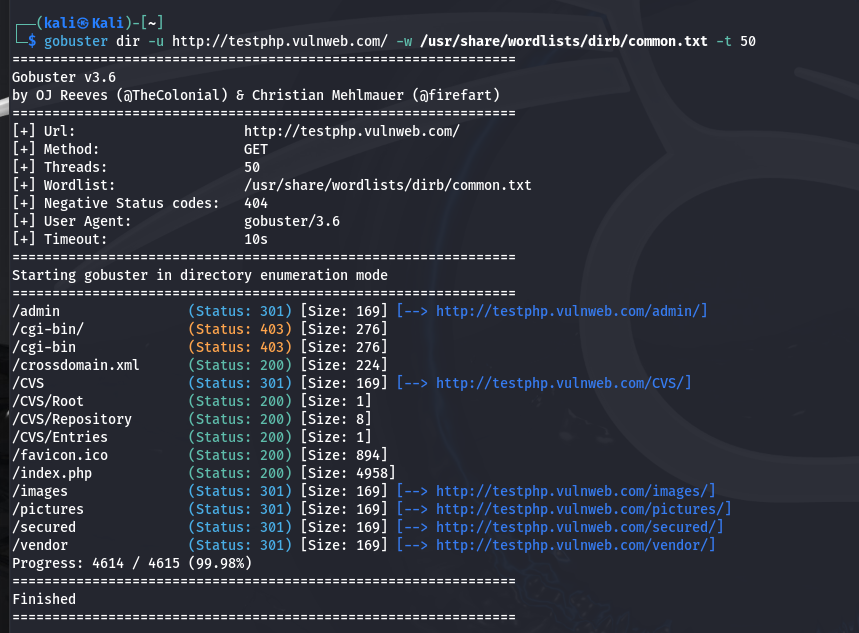 ┌──(kali㉿Kali)-[~]
└─$ gobuster dir -u http://testphp.vulnweb.com/ -w /usr/share/wordlists/dirb/common.txt -t 50
===============================================================
Gobuster v3.6
by OJ Reeves (@TheColonial) & Christian Mehlmauer (@firefart)
===============================================================
[+] Url:                     http://testphp.vulnweb.com/
[+] Method:                  GET
[+] Threads:                 50
[+] Wordlist:                /usr/share/wordlists/dirb/common.txt
[+] Negative Status codes:   404
[+] User Agent:              gobuster/3.6
[+] Timeout:                 10s
===============================================================
Starting gobuster in directory enumeration mode
===============================================================
/admin                (Status: 301) [Size: 169] [--> http://testphp.vulnweb.com/admin/]
/cgi-bin/             (Status: 403) [Size: 276]
/cgi-bin              (Status: 403) [Size: 276]
/crossdomain.xml      (Status: 200) [Size: 224]
/CVS                  (Status: 301) [Size: 169] [--> http://testphp.vulnweb.com/CVS/]
/CVS/Root             (Status: 200) [Size: 1]
/CVS/Repository       (Status: 200) [Size: 8]
/CVS/Entries          (Status: 200) [Size: 1]
/favicon.ico          (Status: 200) [Size: 894]
/index.php            (Status: 200) [Size: 4958]
/images               (Status: 301) [Size: 169] [--> http://testphp.vulnweb.com/images/]
/pictures             (Status: 301) [Size: 169] [--> http://testphp.vulnweb.com/pictures/]
/secured              (Status: 301) [Size: 169] [--> http://testphp.vulnweb.com/secured/]
/vendor               (Status: 301) [Size: 169] [--> http://testphp.vulnweb.com/vendor/]
Progress: 4614 / 4615 (99.98%)
===============================================================
Finished
===============================================================